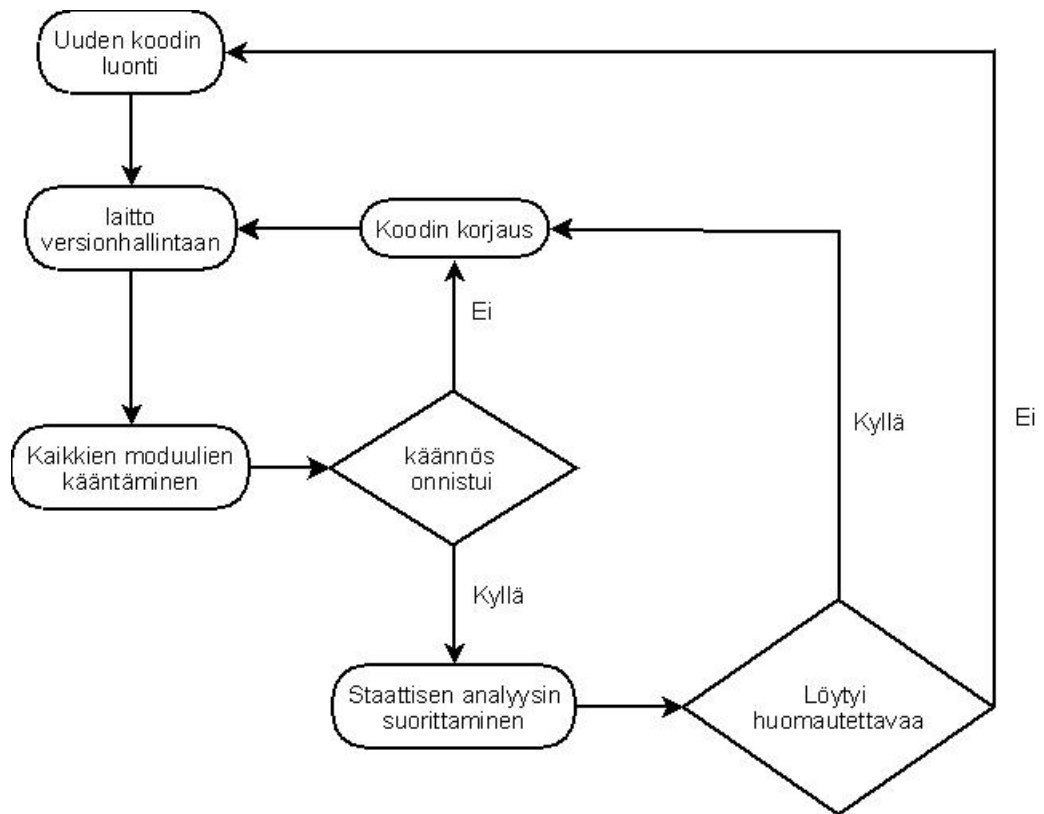 Uuden koodin
luonti
laitto
versionhallintaan
Koodin korjaus
Ei
Kaikkien moduulien
kääntäminen
käännös
onnistui
Kyllä
Ei
Kyllä
Staattisen analyysin
suorittaminen
Löytyi
huomautettavaa